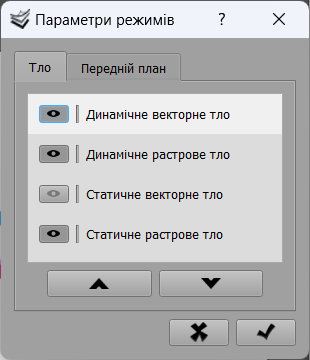 Параметри режимів
Тло
Передній план
Динамічне векторне тло
Динамічне растрове тло
Статичне векторне тло
Статичне растрове тло